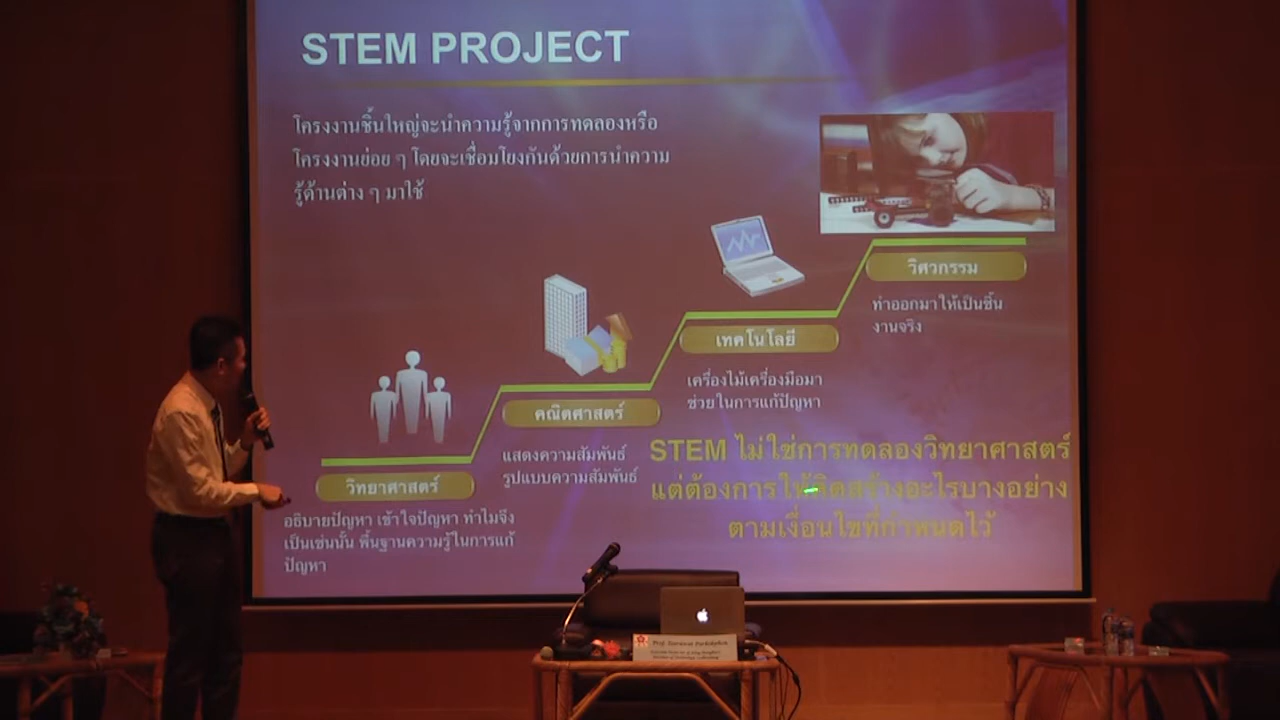 STEM PROJECT
โครงงานชิ้นใหญ่จะนำความรู้จากการทดลองหรือ
โครงงานย่อย ๆ โดยจะเชื่อมโยงกันด้วยการนำความ
รู้ด้านต่าง ๆ มาใช้
วิศวกรรม
ทำออกมาให้เป็นชิ้น
งานจริง
เทคโนโลยี
เครื่องไม้เครื่องมือมา
ช่วยในการแก้ปัญหา
คณิตศาสตร์
แสดงความสัมพันธ์
รูปแบบความสัมพันธ์
วิทยาศาสตร์
อธิบายปัญหา เข้าใจปัญหา ทำไมจึง
เป็นเช่นนั้น พื้นฐานความรู้ในการแก้
ปัญหา
STEM ไม่ใช่การทดลองวิทยาศาสตร์
แต่ต้องการให้คิดสร้างอะไรบางอย่าง
ตามเงื่อนไขที่กำหนดไว้